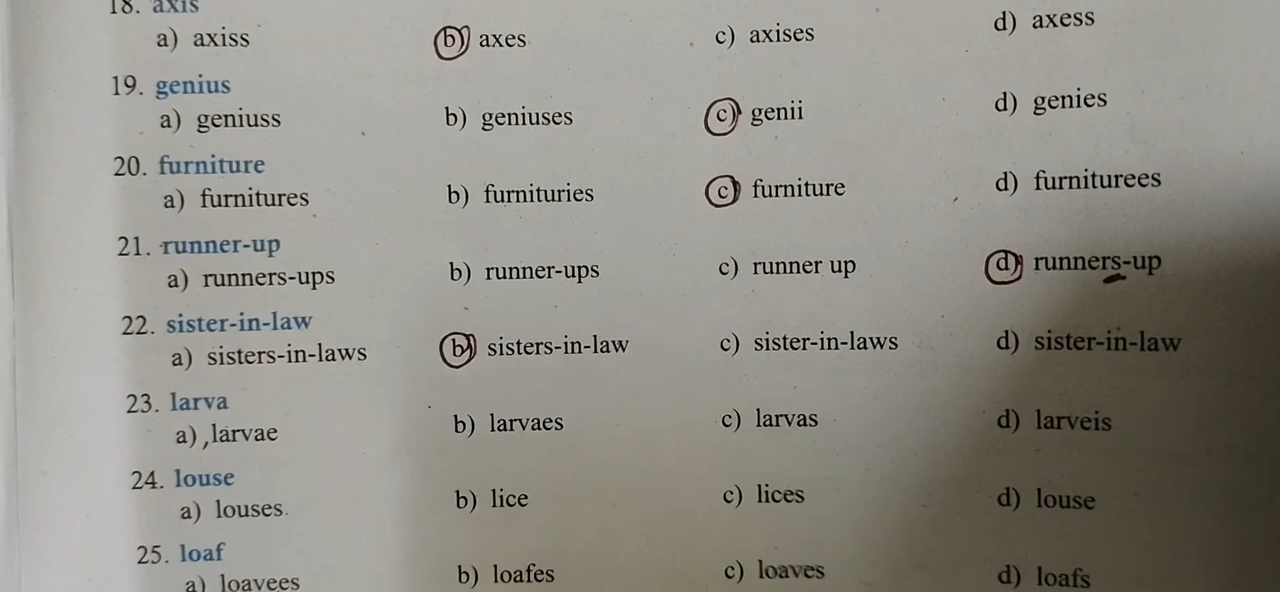 18. axis
a) axiss b) axes c) axises d) axess
19. genius
a) geniuss b) geniuses c) genii d) genies
20. furniture
a) furnitures b) furnituries c) furniture d) furniturees
21. runner-up
a) runners-ups b) runner-ups c) runner up d) runners-up
22. sister-in-law
a) sisters-in-laws b) sisters-in-law c) sister-in-laws d) sister-in-law
23. larva
a) larvae b) larvaes c) larvas d) larveis
24. louse
a) louses b) lice c) lices d) louse
25. loaf
a) loavees b) loafes c) loaves d) loafs